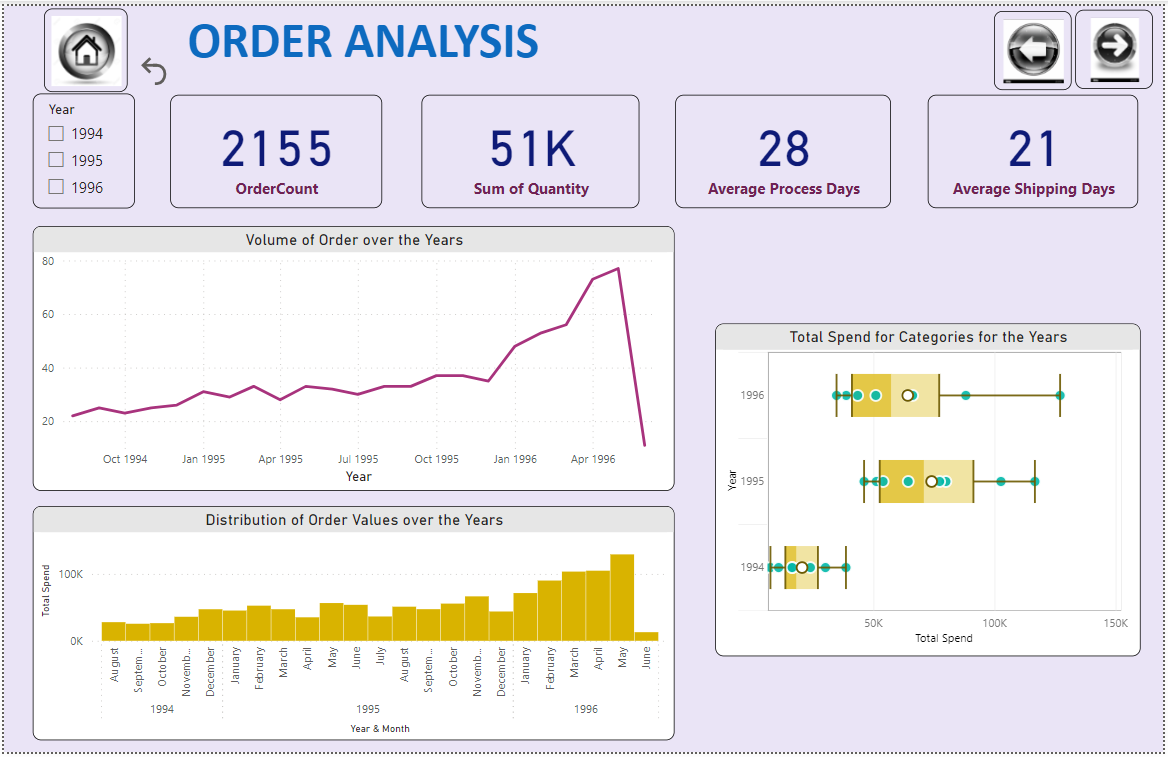 ORDER ANALYSIS
Year
1994
1995
1996
2155
OrderCount
51K
Sum of Quantity
28
Average Process Days
21
Average Shipping Days
Volume of Order over the Years
80
60
40
20
Oct 1994 Jan 1995 Apr 1995 Jul 1995 Oct 1995 Jan 1996 Apr 1996
Year
Total Spend for Categories for the Years
Year
1996
1995
1994
50K 100K 150K
Total Spend
Distribution of Order Values over the Years
Total Spend
100K
0K
August Septem... October Novemb... December January February March April May June July August Septem... October Novemb... December January February March April May June
1994 1995 1996
Year & Month